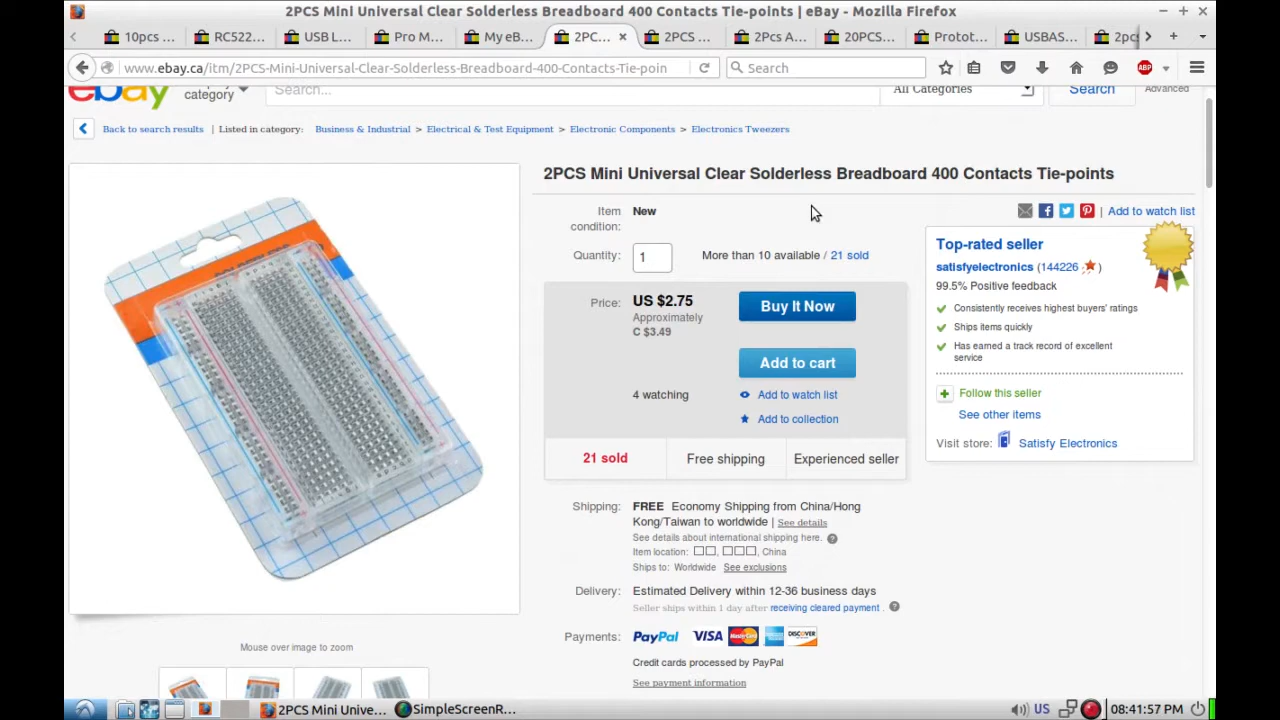 2PCS Mini Universal Clear Solderless Breadboard 400 Contacts Tie-points | eBay - Mozilla Firefox
10pcs ...
RC522...
USB L...
Pro M...
My eB...
2PC...
2PCS ...
2Pcs A...
20PCS...
Protot...
USBAS...
2pcs
www.ebay.ca/itm/2PCS-Mini-Universal-Clear-Solderless-Breadboard-400-Contacts-Tie-poin
Search
ABP
ebay
category
Search...
All Categories
Search
Advanced
Back to search results | Listed in category: Business & Industrial > Electrical & Test Equipment > Electronic Components > Electronics Tweezers
2PCS Mini Universal Clear Solderless Breadboard 400 Contacts Tie-points
Item condition: New
| Add to watch list
Quantity: 1 More than 10 available / 21 sold
Price: US $2.75
Approximately
C $3.49
Buy It Now
Add to cart
4 watching
Add to watch list
Add to collection
21 sold
Free shipping
Experienced seller
Top-rated seller
satisfyelectronics (144226 )
99.5% Positive feedback
Consistently receives highest buyers' ratings
Ships items quickly
Has earned a track record of excellent
service
Follow this seller
See other items
Visit store: Satisfy Electronics
Shipping: FREE Economy Shipping from China/Hong
Kong/Taiwan to worldwide | See details
See details about international shipping here. ?
Item location: □□, □□□, China
Ships to: Worldwide See exclusions
Delivery: Estimated Delivery within 12-36 business days
Seller ships within 1 day after receiving cleared payment . ?
Payments: PayPal VISA MasterCard DISCOVER
Credit cards processed by PayPal
See payment information
Mouse over image to zoom
2PCS Mini Unive...
SimpleScreenR...
US
08:41:57 PM